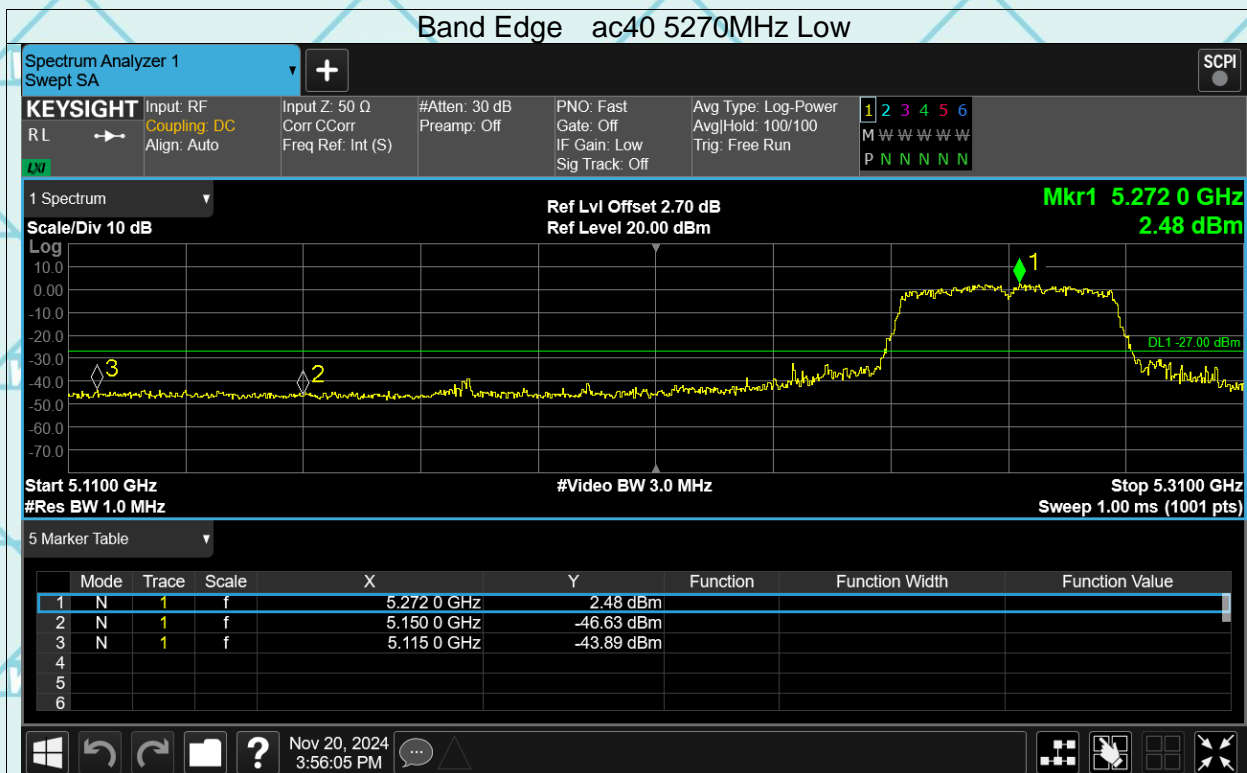 Band Edge ac40 5270MHz Low
Spectrum Analyzer 1
Swept SA
+
SCPI
KEYSIGHT Input: RF Input Z: 50 Ω #Atten: 30 dB PNO: Fast Avg Type: Log-Power 1 2 3 4 5 6
RL Coupling: DC Corr CCorr Preamp: Off Gate: Off Avg|Hold: 100/100 M W W W W W W
Align: Auto Freq Ref: Int (S) IF Gain: Low Trig: Free Run
LXI Sig Track: Off P N N N N N N
1 Spectrum Ref Lvl Offset 2.70 dB Mkr1 5.272 0 GHz
Scale/Div 10 dB Ref Level 20.00 dBm 2.48 dBm
Log
10.0
0.00
-10.0
-20.0
-30.0
-40.0
-50.0
-60.0
-70.0
1
DL1 -27.00 dBm
3
2
Start 5.1100 GHz #Video BW 3.0 MHz Stop 5.3100 GHz
#Res BW 1.0 MHz Sweep 1.00 ms (1001 pts)
5 Marker Table
Mode Trace Scale X Y Function Function Width Function Value
1 N 1 f 5.272 0 GHz 2.48 dBm
2 N 1 f 5.150 0 GHz -46.63 dBm
3 N 1 f 5.115 0 GHz -43.89 dBm
4
5
6
? Nov 20, 2024
3:56:05 PM